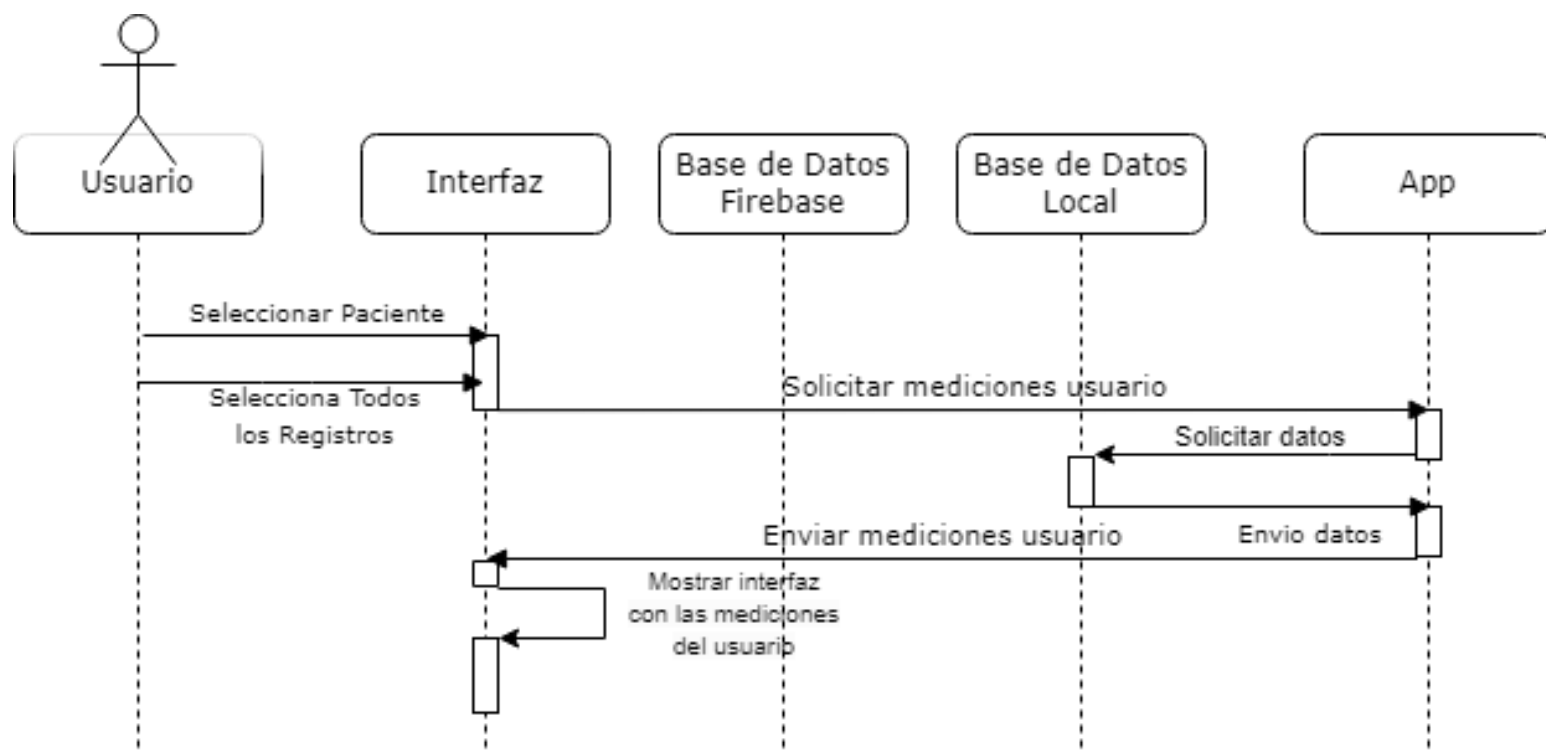 Usuario
Interfaz
Base de Datos
Firebase
Base de Datos
Local
App
Seleccionar Paciente
Selecciona Todos
los Registros
Solicitar mediciones usuario
Solicitar datos
Envio datos
Enviar mediciones usuario
Mostrar interfaz
con las mediciones
del usuario